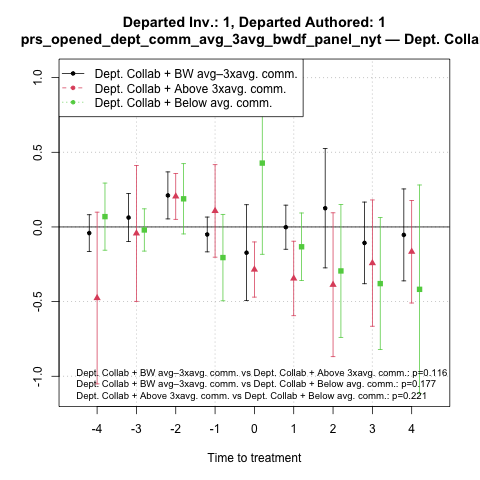 Departed Inv.: 1, Departed Authored: 1
prs_opened_dept_comm_avg_3avg_bwdf_panel_nyt — Dept. Colla
Dept. Collab + BW avg–3xavg. comm.
Dept. Collab + Above 3xavg. comm.
Dept. Collab + Below avg. comm.
1.0
0.5
0.0
-0.5
-1.0
Dept. Collab + BW avg–3xavg. comm. vs Dept. Collab + Above 3xavg. comm.: p=0.116
Dept. Collab + BW avg–3xavg. comm. vs Dept. Collab + Below avg. comm.: p=0.177
Dept. Collab + Above 3xavg. comm. vs Dept. Collab + Below avg. comm.: p=0.221
-4 -3 -2 -1 0 1 2 3 4
Time to treatment